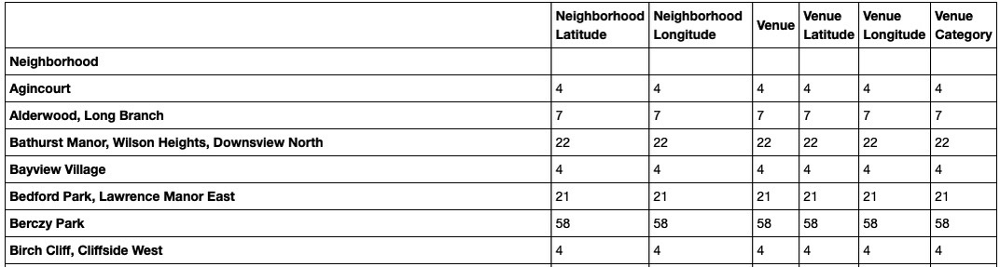 Neighborhood Latitude Neighborhood Longitude Venue Venue Latitude Venue Longitude Venue Category
Neighborhood
Agincourt 4 4 4 4 4 4
Alderwood, Long Branch 7 7 7 7 7 7
Bathurst Manor, Wilson Heights, Downsview North 22 22 22 22 22 22
Bayview Village 4 4 4 4 4 4
Bedford Park, Lawrence Manor East 21 21 21 21 21 21
Berczy Park 58 58 58 58 58 58
Birch Cliff, Cliffside West 4 4 4 4 4 4